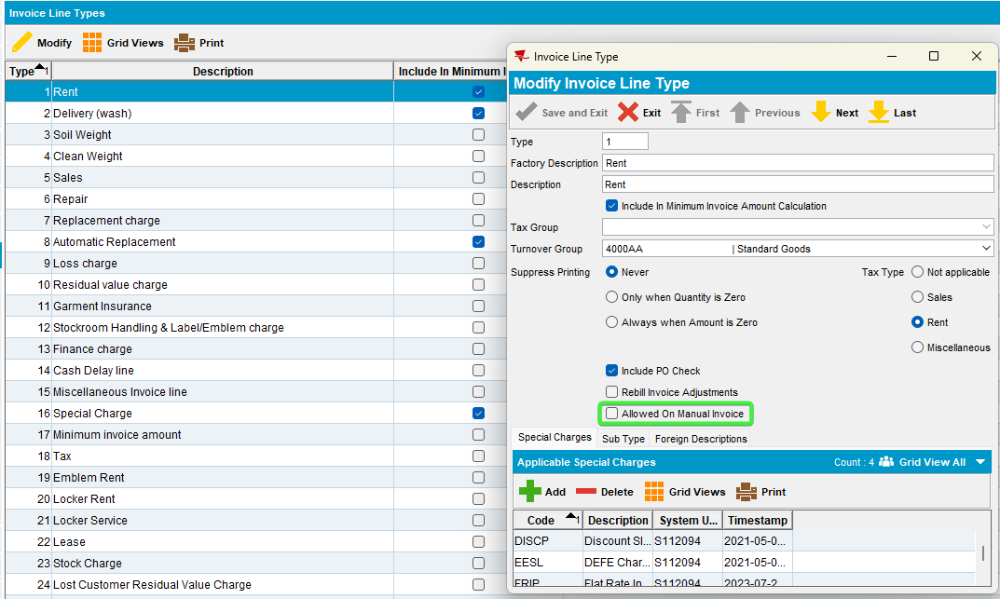 Invoice Line Types
Modify Grid Views Print
Type 1 Description Include In Minimum I
1 Rent
2 Delivery (wash)
3 Soil Weight
4 Clean Weight
5 Sales
6 Repair
7 Replacement charge
8 Automatic Replacement
9 Loss charge
10 Residual value charge
11 Garment Insurance
12 Stockroom Handling & Label/Emblem charge
13 Finance charge
14 Cash Delay line
15 Miscellaneous Invoice line
16 Special Charge
17 Minimum invoice amount
18 Tax
19 Emblem Rent
20 Locker Rent
21 Locker Service
22 Lease
23 Stock Charge
24 Lost Customer Residual Value Charge
Invoice Line Type
Modify Invoice Line Type
Save and Exit Exit First Previous Next Last
Type 1
Factory Description Rent
Description Rent
Include In Minimum Invoice Amount Calculation
Tax Group
Turnover Group 4000AA | Standard Goods
Suppress Printing Never Tax Type Not applicable
Only when Quantity is Zero Sales
Always when Amount is Zero Rent
Miscellaneous
Include PO Check
Rebill Invoice Adjustments
Allowed On Manual Invoice
Special Charges Sub Type Foreign Descriptions
Applicable Special Charges Count : 4 Grid View All
Add Delete Grid Views Print
Code 1 Description System U... Timestamp
DISCP Discount Sl... S112094 2021-05-0...
EESL DEFE Char... S112094 2021-05-0...
FRIP Flat Rate In... S112094 2023-07-2...